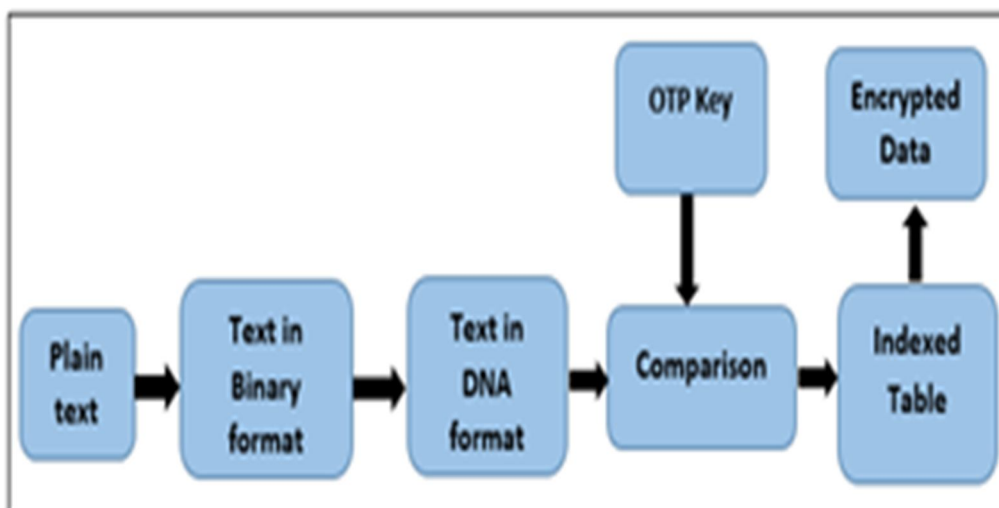 OTP Key
Encrypted
Data
Plain
text
Text in
Binary
format
Text in
DNA
format
Comparison
Indexed
Table